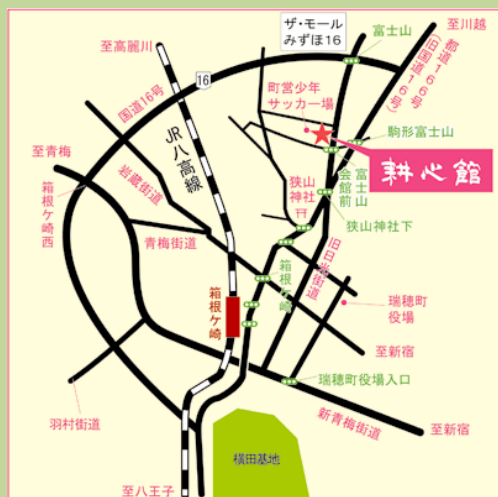 ザ・モール
みずほ16
至川越
至高麗川
富士山
都道166号
(旧国道16号)
16
国道16号
町営少年
サッカー場
駒形富士山
JR八高線
至青梅
岩蔵街道
耕心館
狭山
神社
富士山
会館前
箱根ケ崎西
狭山神社下
青梅街道
旧日光街道
箱根ケ崎
箱根ケ崎
瑞穂町
役場
至新宿
瑞穂町役場入口
羽村街道
新青梅街道
至新宿
横田基地
至八王子